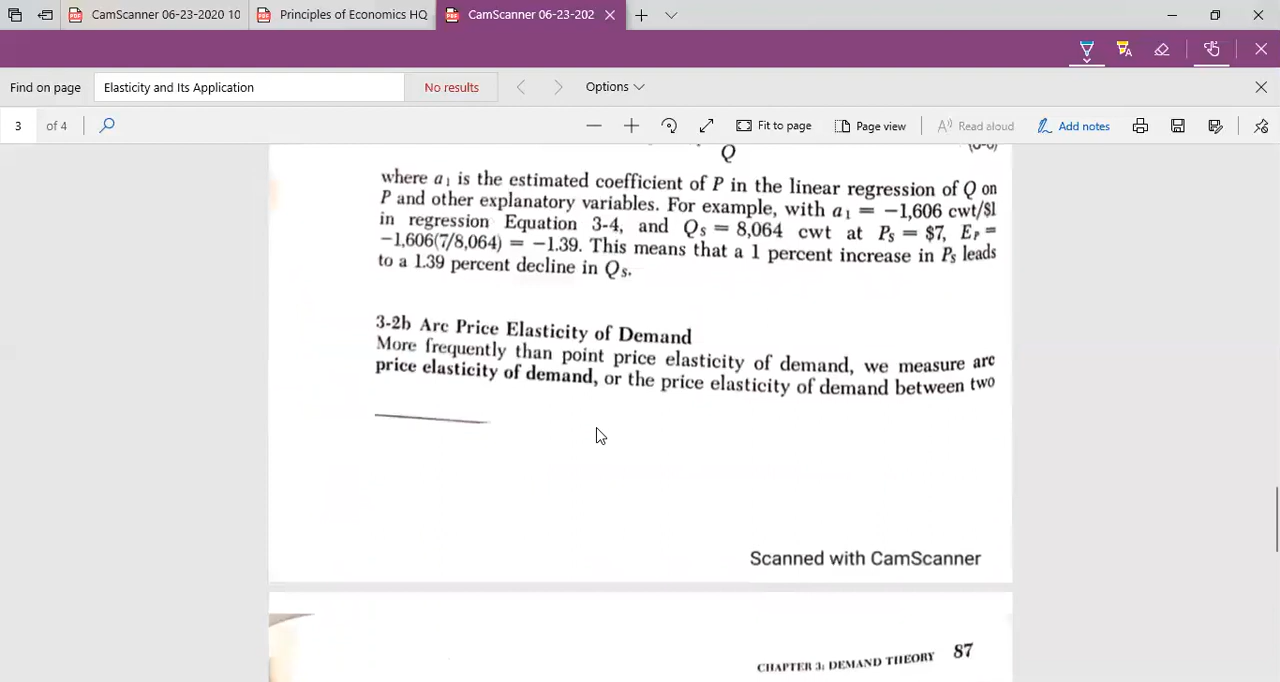 CamScanner 06-23-2020 10
Principles of Economics HQ
CamScanner 06-23-202
Find on page
Elasticity and Its Application
No results
Options
3 of 4
Fit to page
Page view
Read aloud
Add notes
Q
where a₁ is the estimated coefficient of P in the linear regression of Q on
P and other explanatory variables. For example, with a₁ = −1,606 cwt/$1
in regression Equation 3-4, and Qs = 8,064 cwt at Ps = $7, EP =
−1,606(7/8,064) = −1.39. This means that a 1 percent increase in Ps leads
to a 1.39 percent decline in Qs.
3-2b Arc Price Elasticity of Demand
More frequently than point price elasticity of demand, we measure arc
price elasticity of demand, or the price elasticity of demand between two
Scanned with CamScanner
CHAPTER 3: DEMAND THEORY 87